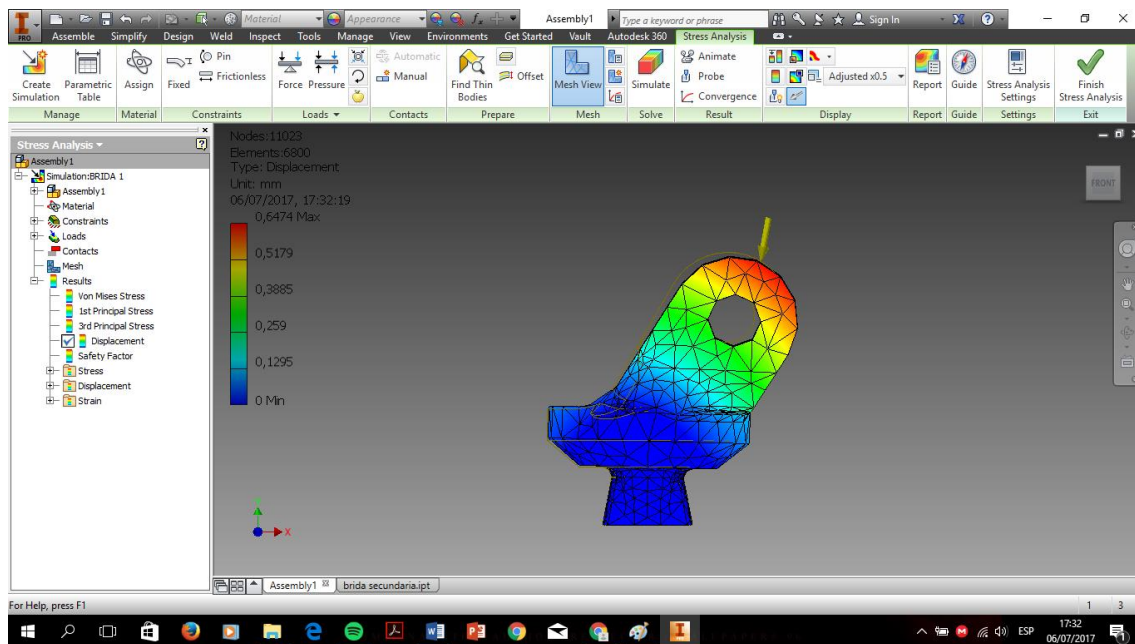 Material
Appearance
Assembly1
Type a keyword or phrase
Sign In
PRO
Assemble Simplify Design Weld Inspect Tools Manage View Environments Get Started Vault Autodesk 360 Stress Analysis
Create Simulation
Parametric Table
Assign
Fixed
Pin
Frictionless
Force
Pressure
Automatic
Manual
Find Thin Bodies
Offset
Mesh View
Simulate
Animate
Probe
Convergence
Adjusted x0.5
Report
Guide
Stress Analysis Settings
Finish Stress Analysis
Manage Material Constraints Loads Contacts Prepare Mesh Solve Result Display Report Guide Settings Exit
Stress Analysis
Assembly1
Simulation:BRIDA 1
Assembly1
Material
Constraints
Loads
Contacts
Mesh
Results
Von Mises Stress
1st Principal Stress
3rd Principal Stress
Displacement
Safety Factor
Stress
Displacement
Strain
Nodes:11023
Elements:6800
Type: Displacement
Unit: mm
06/07/2017, 17:32:19
0,6474 Max
0,5179
0,3885
0,259
0,1295
0 Min
FRONT
X
Assembly1 brida secundaria.ipt
For Help, press F1
1 3
ESP
17:32
06/07/2017